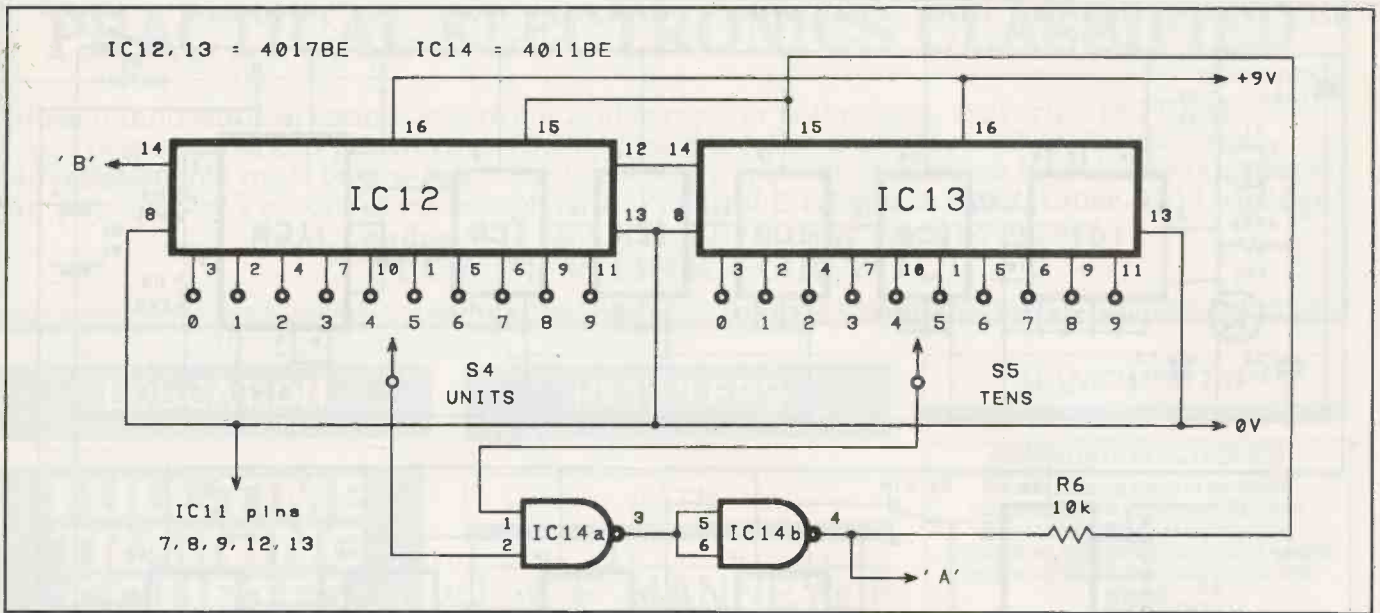 IC12, 13 = 4017BE IC14 = 4011BE
+9V
16 15 15 16
'B' 14 12 14
IC12 IC13
8 13 8 13
3 2 4 7 10 1 5 6 9 11 3 2 4 7 10 1 5 6 9 11
0 1 2 3 4 5 6 7 8 9 0 1 2 3 4 5 6 7 8 9
S4 S5
UNITS TENS
0V
R6
10k
IC11 pins
7, 8, 9, 12, 13
1 2 IC14a 3 5 6 IC14b 4
'A'